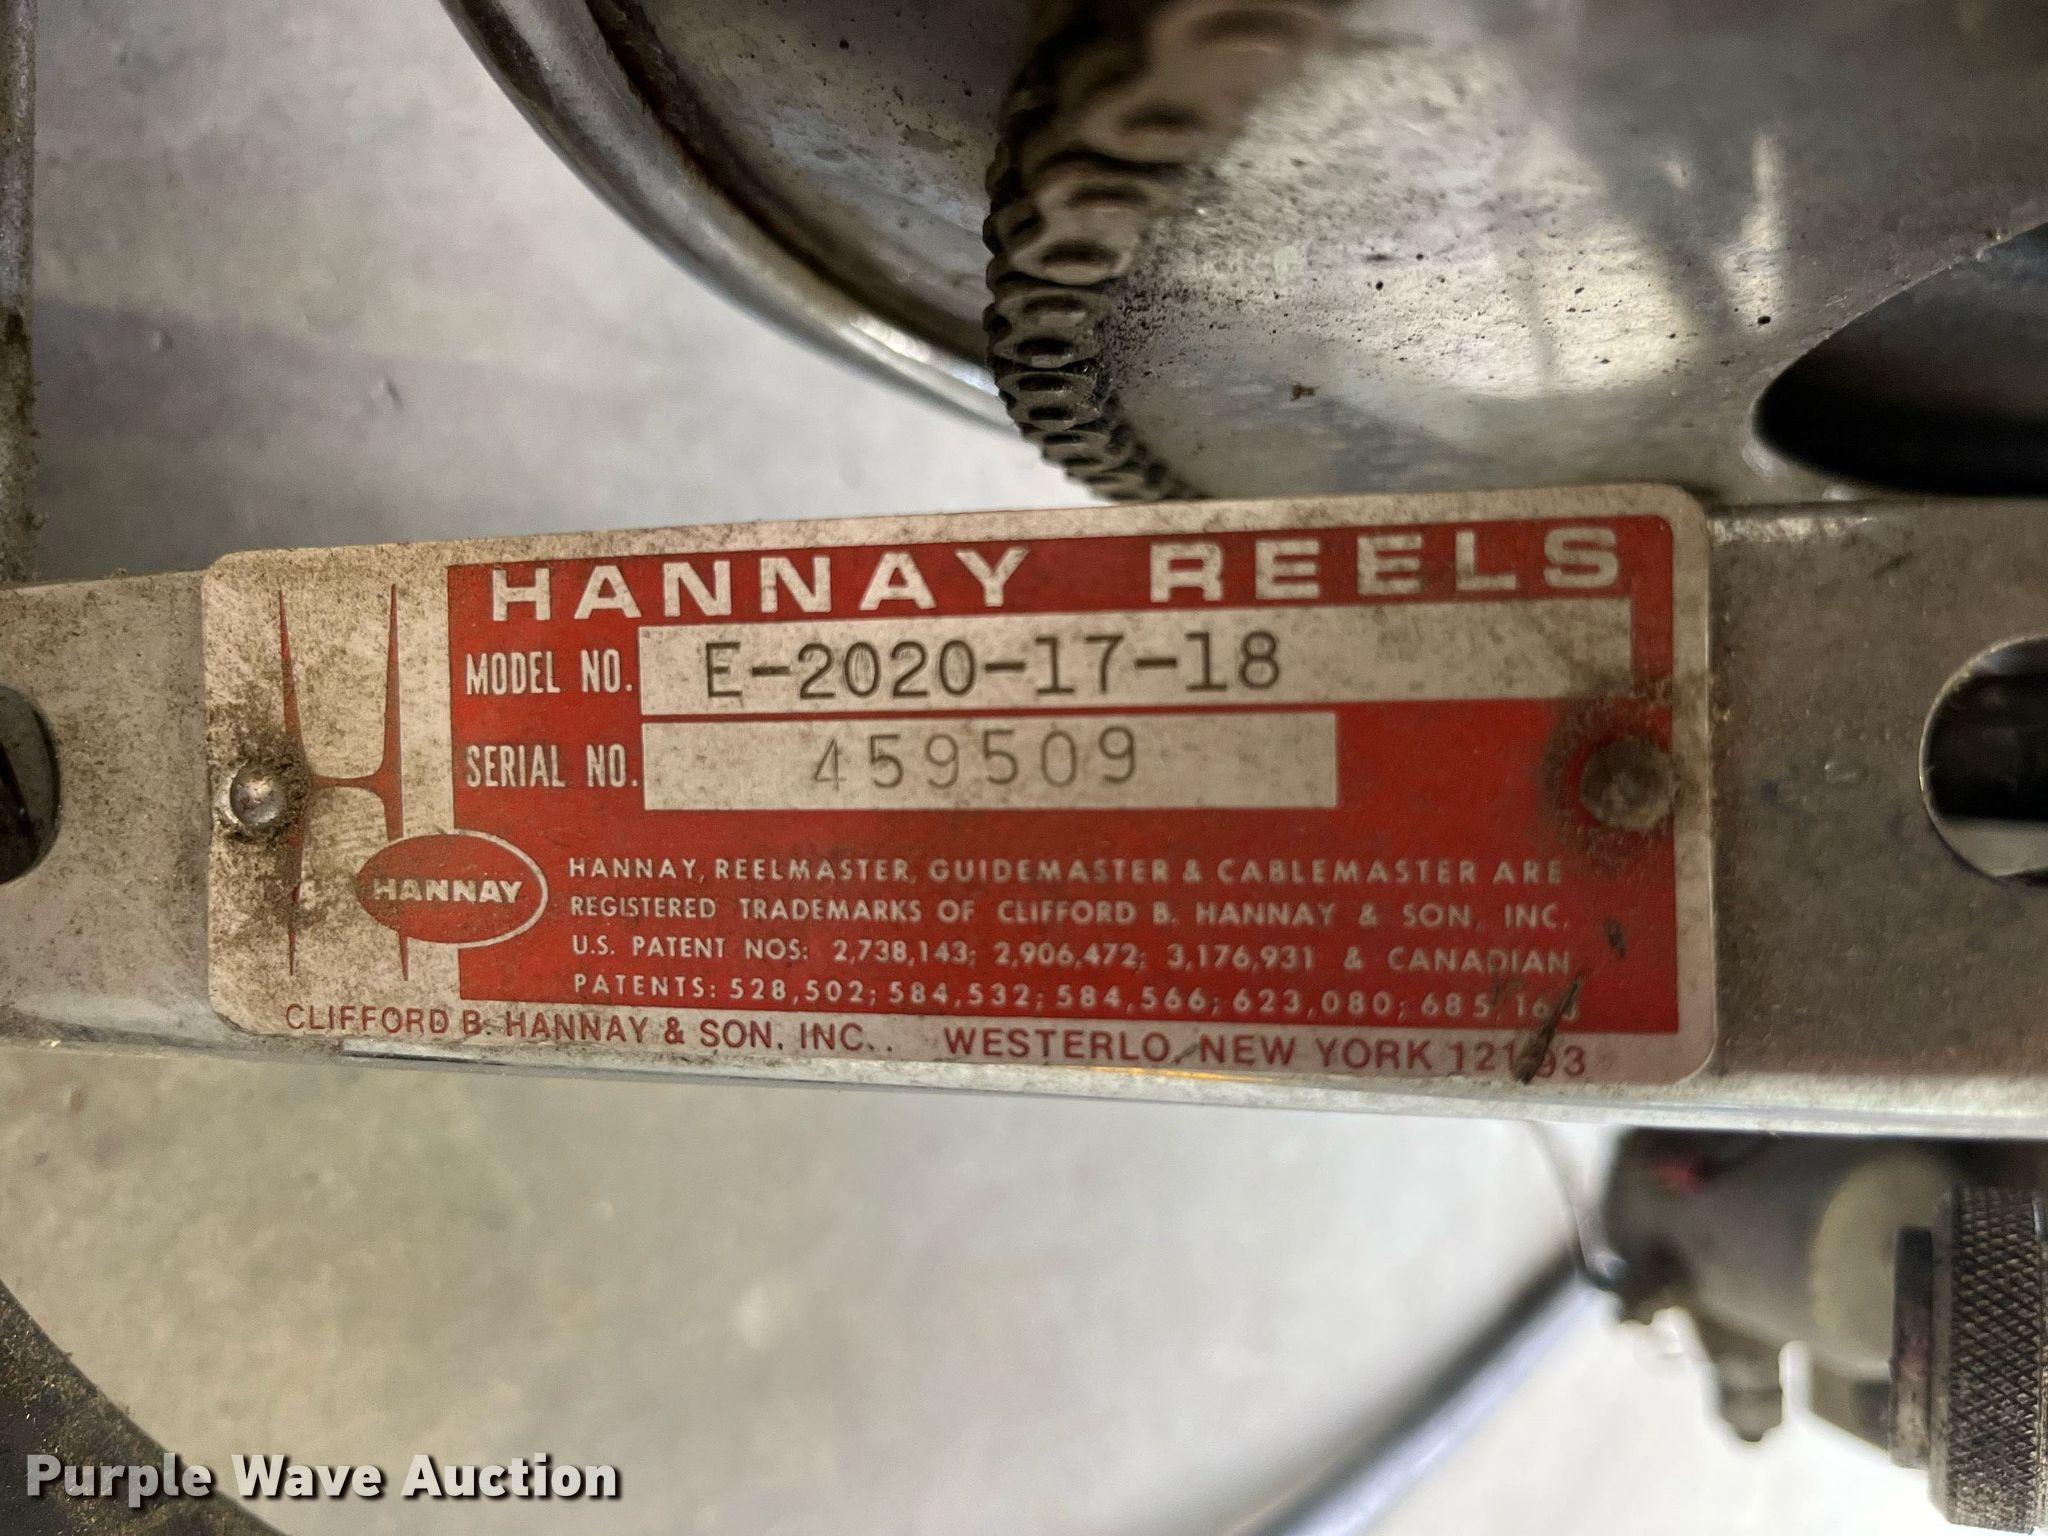 HANNAY REELS
MODEL NO. E-2020-17-18
SERIAL NO. 459509
HANNAY
HANNAY, REELMASTER, GUIDEMASTER & CABLEMASTER ARE
REGISTERED TRADEMARKS OF CLIFFORD B. HANNAY & SON, INC.
U.S. PATENT NOS: 2,738,143; 2,906,472; 3,176,931 & CANADIAN
PATENTS: 528,502; 584,532; 584,566; 623,080;
CLIFFORD B. HANNAY & SON, INC.. WESTERLO, NEW YORK 12193
Purple Wave Auction